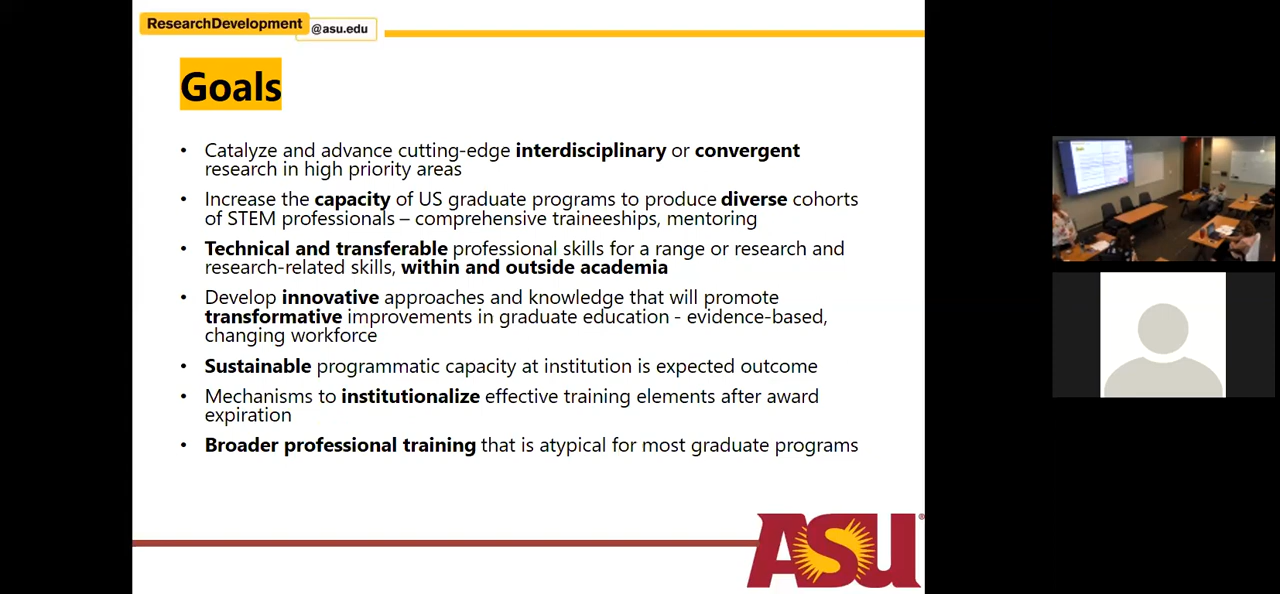 ResearchDevelopment
@asu.edu
Goals
• Catalyze and advance cutting-edge interdisciplinary or convergent
research in high priority areas
• Increase the capacity of US graduate programs to produce diverse cohorts
of STEM professionals – comprehensive traineeships, mentoring
• Technical and transferable professional skills for a range or research and
research-related skills, within and outside academia
• Develop innovative approaches and knowledge that will promote
transformative improvements in graduate education - evidence-based,
changing workforce
• Sustainable programmatic capacity at institution is expected outcome
• Mechanisms to institutionalize effective training elements after award
expiration
• Broader professional training that is atypical for most graduate programs
ASU®